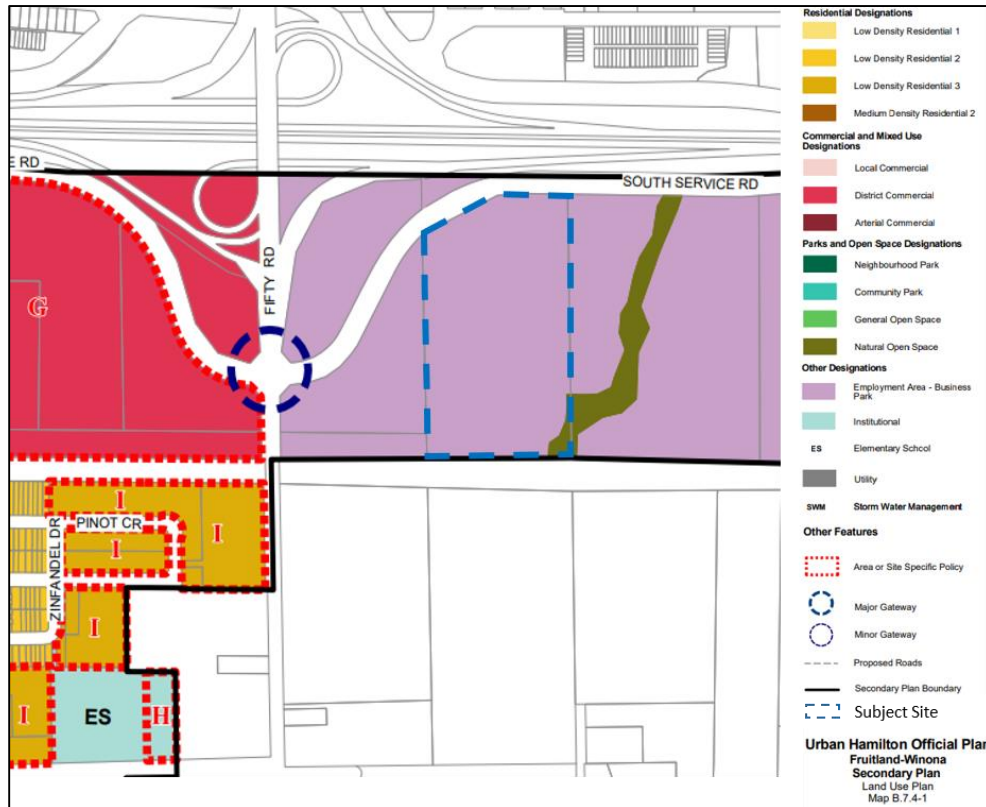 E RD
SOUTH SERVICE RD
FIFTY RD
G
I
PINOT CR
I
I
ZINFANDEL DR
I
I
ES
H
Residential Designations
Low Density Residential 1
Low Density Residential 2
Low Density Residential 3
Medium Density Residential 2
Commercial and Mixed Use
Designations
Local Commercial
District Commercial
Arterial Commercial
Parks and Open Space Designations
Neighbourhood Park
Community Park
General Open Space
Natural Open Space
Other Designations
Employment Area - Business
Park
Institutional
ES Elementary School
Utility
SWM Storm Water Management
Other Features
Area or Site Specific Policy
Major Gateway
Minor Gateway
Proposed Roads
Secondary Plan Boundary
Subject Site
Urban Hamilton Official Plan
Fruitland-Winona
Secondary Plan
Land Use Plan
Map B.7.4-1